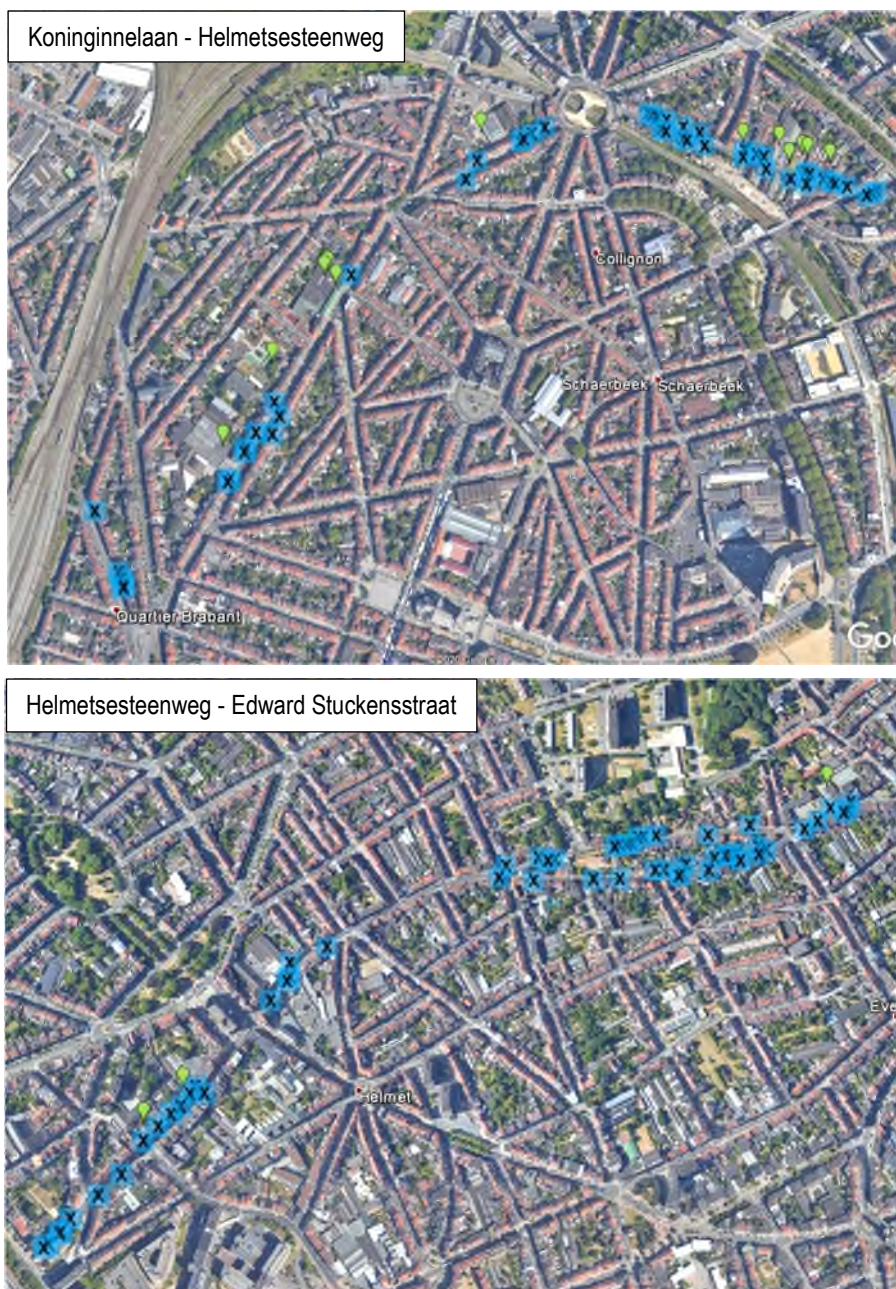 Koninginnelaan - Helmetsesteenweg
Collignon
Schaerbeek
Schaerbeek
Quartier Brabant
Helmetsesteenweg - Edward Stuckensstraat
Helmet